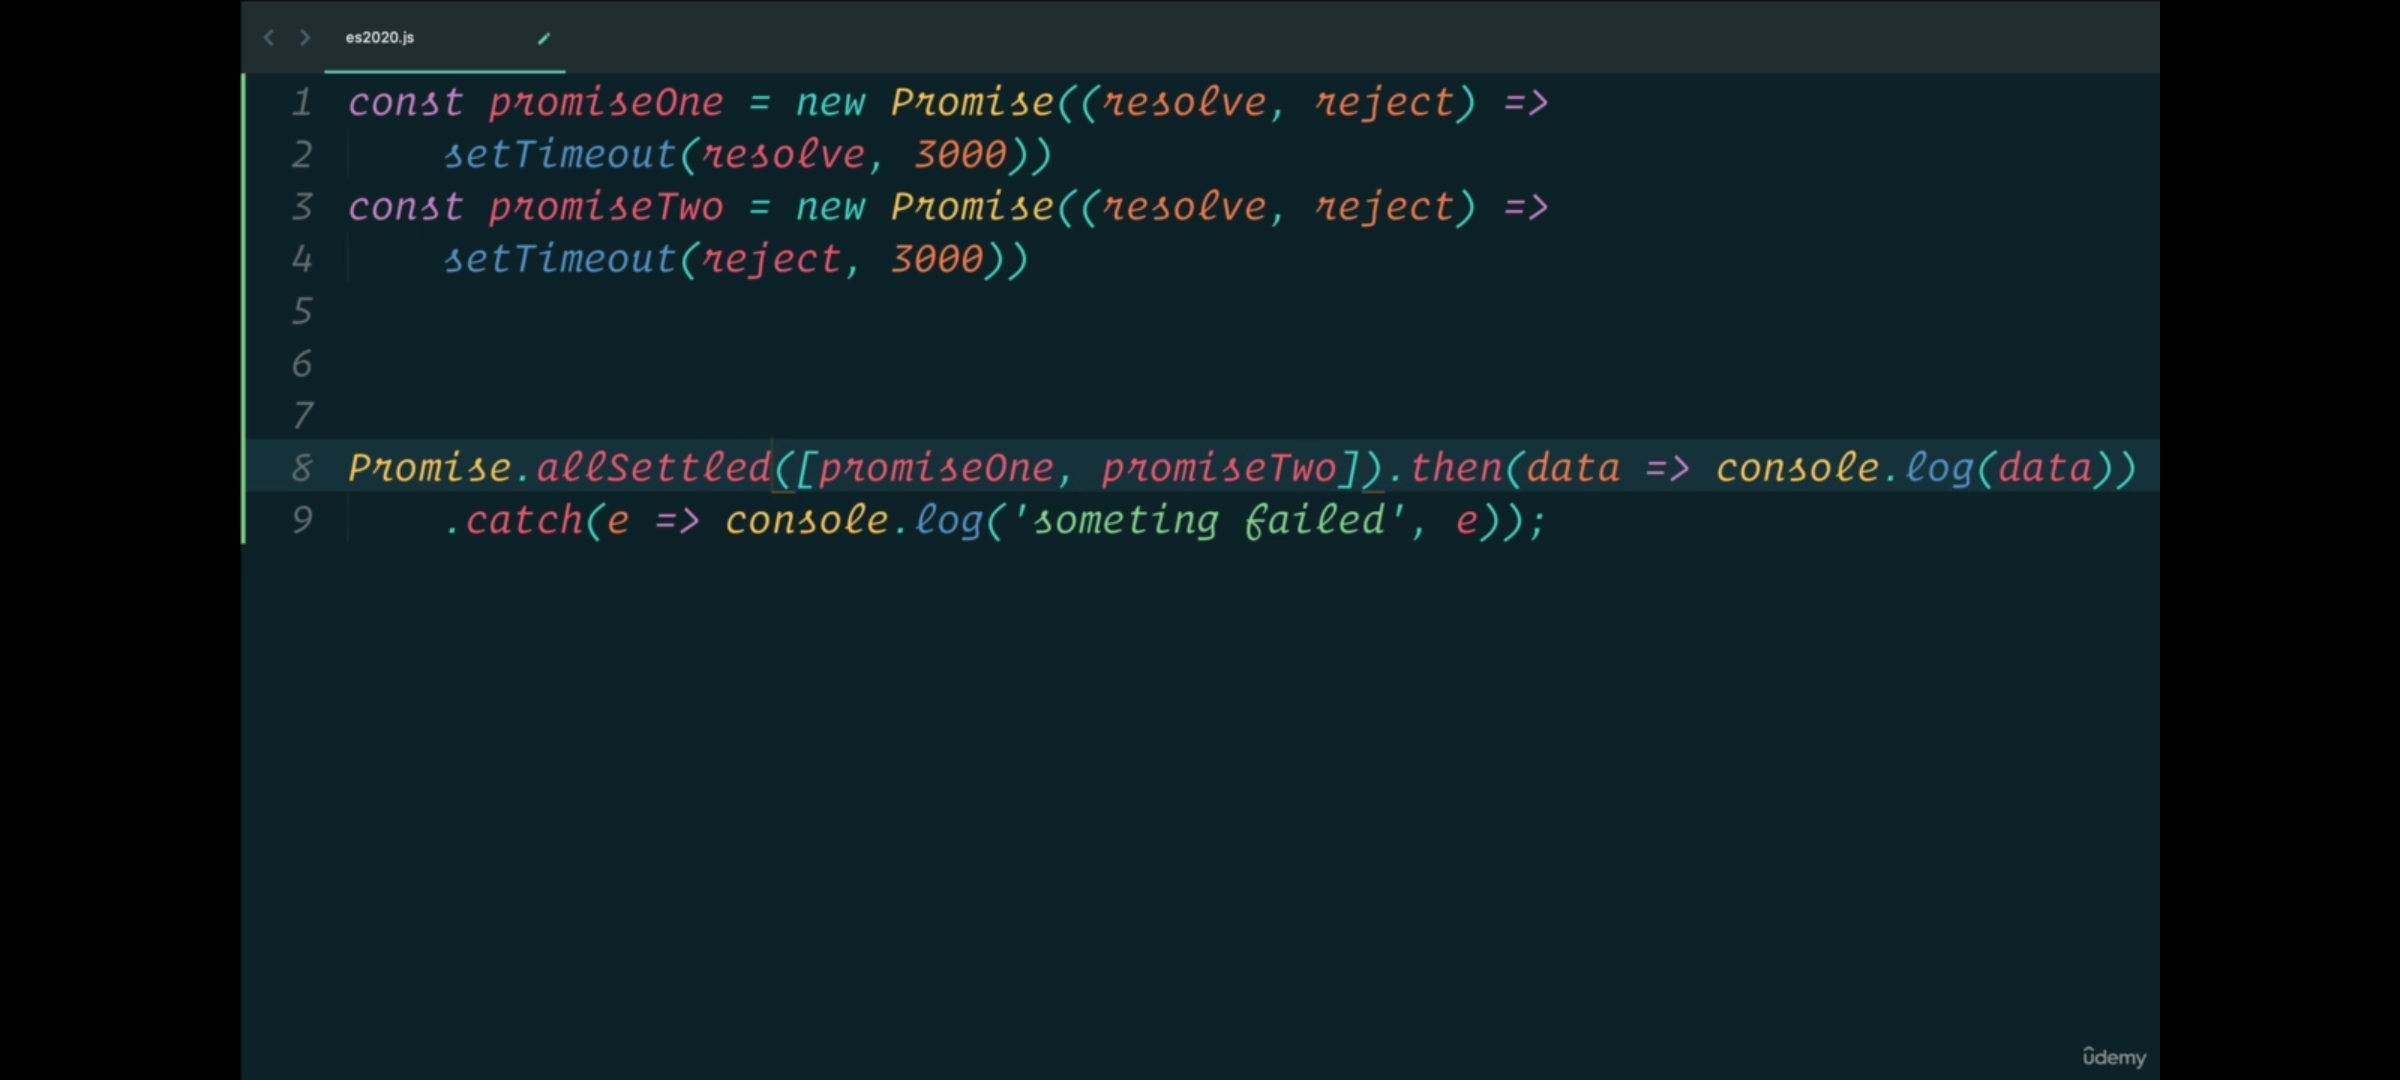 es2020.js
1 const promiseOne = new Promise((resolve, reject) =>
2 setTimeout(resolve, 3000))
3 const promiseTwo = new Promise((resolve, reject) =>
4 setTimeout(reject, 3000))
5
6
7
8 Promise.allSettled([promiseOne, promiseTwo]).then(data => console.log(data))
9 .catch(e => console.log('someting failed', e));
ûdemy